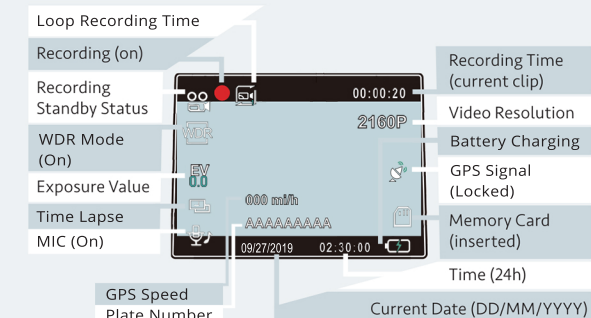 Loop Recording Time
Recording (on)
Recording
Standby Status
WDR Mode
(On)
Exposure Value
Time Lapse
MIC (On)
GPS Speed
Plate Number
00:00:20
WDR
2160P
EV
0.0
000 mi/h
AAAAAAAAA
09/27/2019
02:30:00
Recording Time
(current clip)
Video Resolution
Battery Charging
GPS Signal
(Locked)
Memory Card
(inserted)
Time (24h)
Current Date (DD/MM/YYYY)